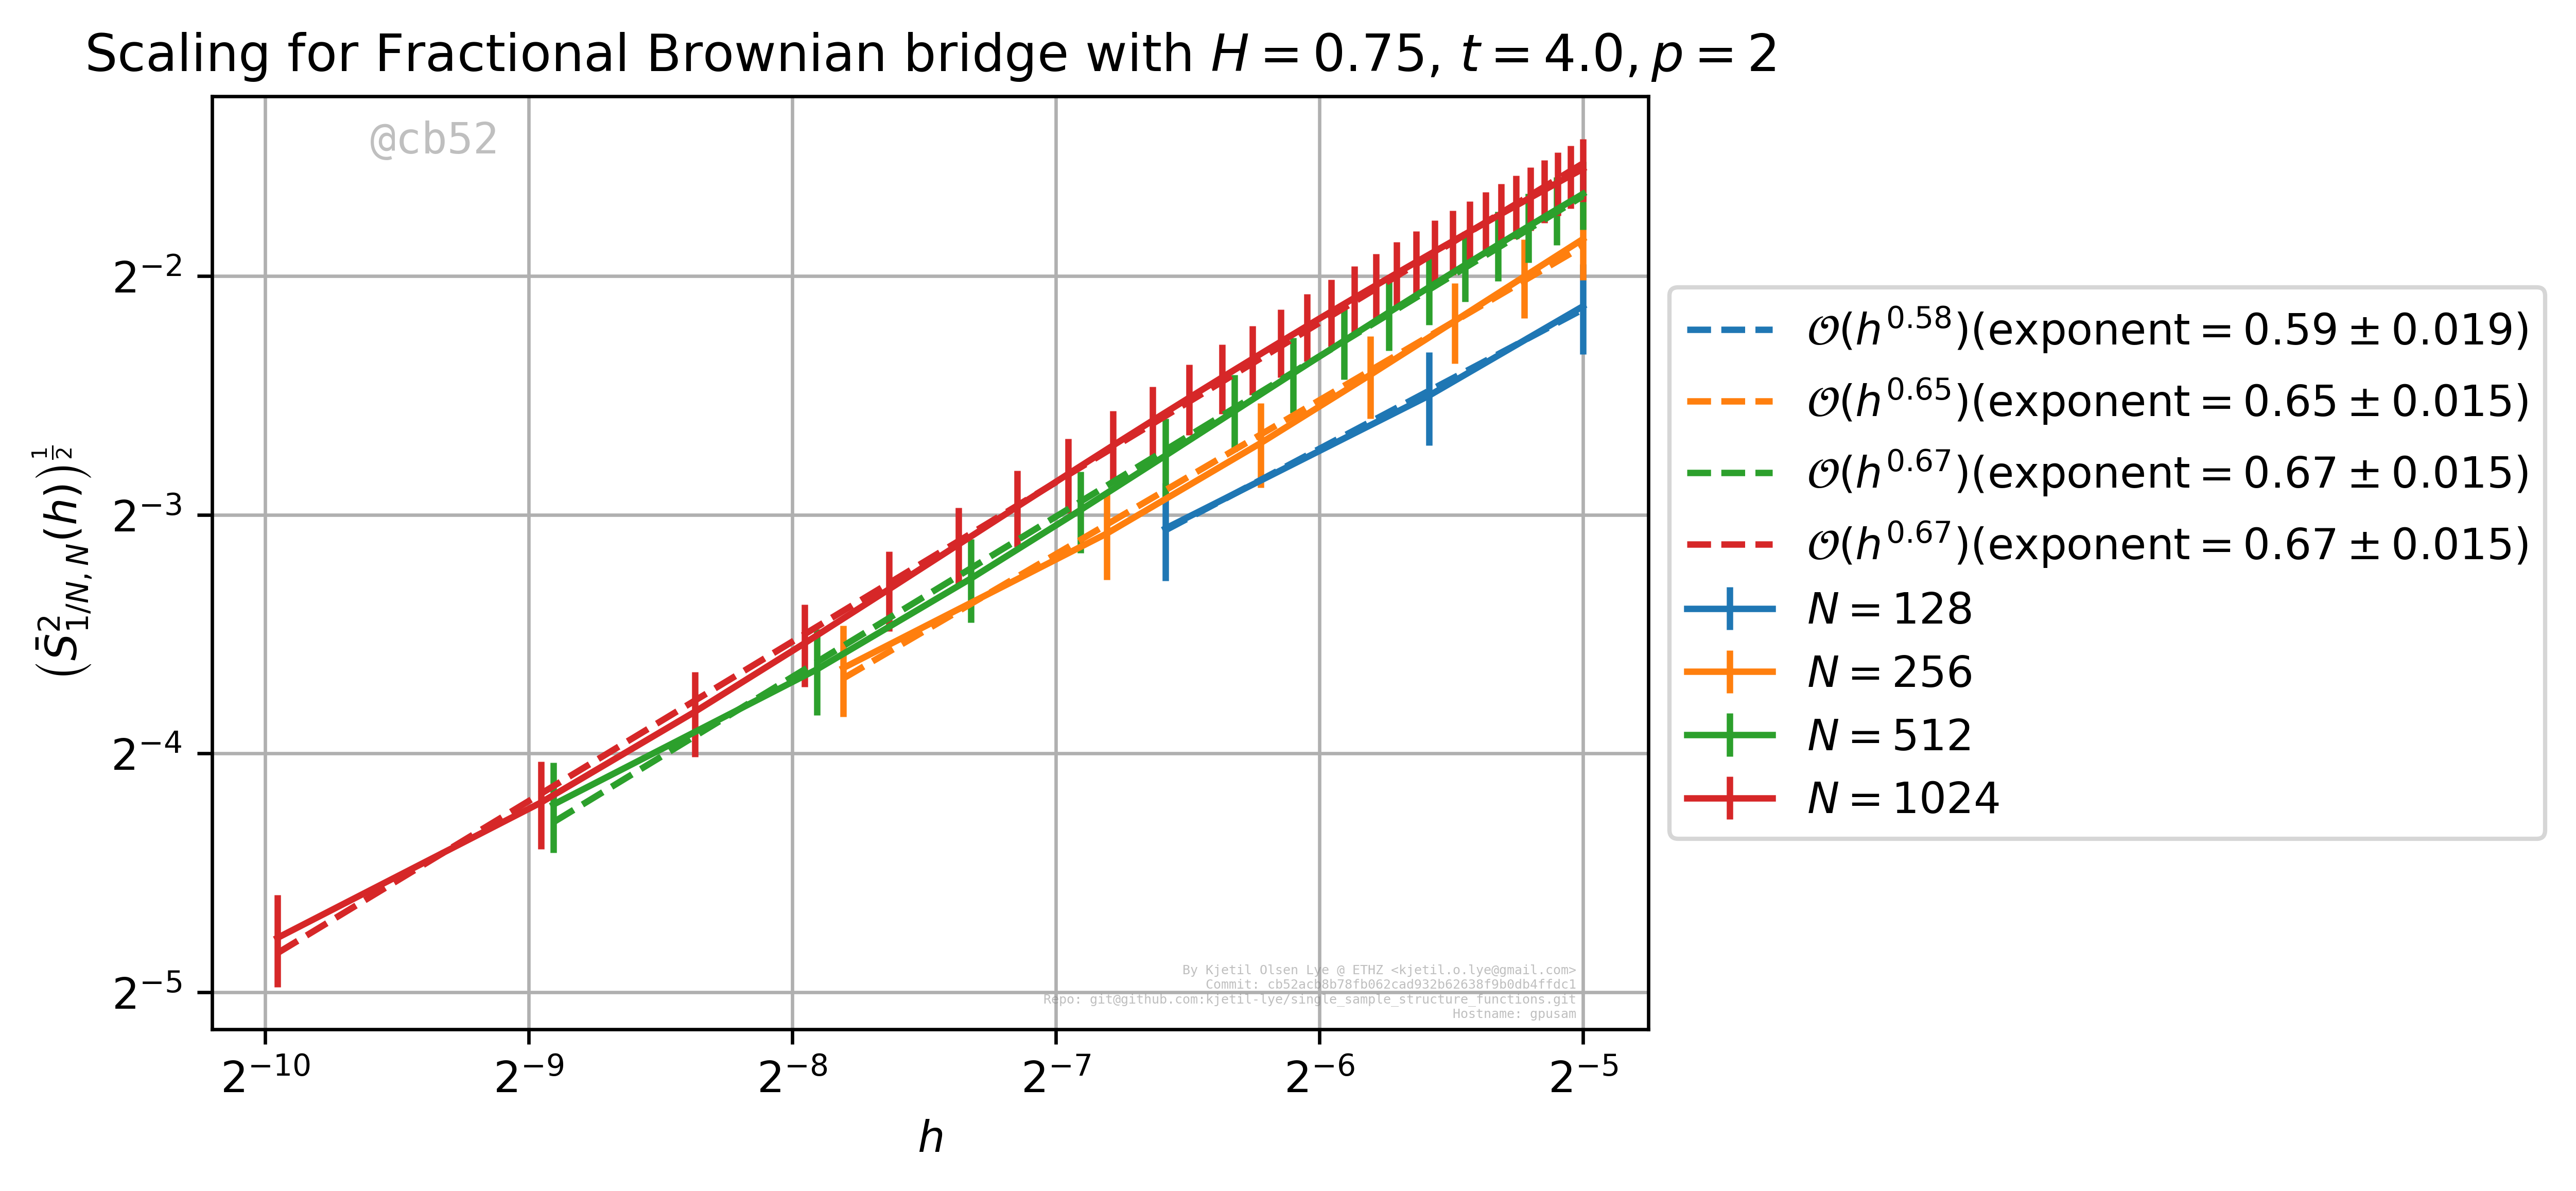 Scaling for Fractional Brownian bridge with H = 0.75, t = 4.0, p = 2
@cb52
2⁻²
2⁻³
2⁻⁴
2⁻⁵
(S̄²₁/N,N(h))^(1/2)
By Kjetil Olsen Lye @ ETHZ <kjetil.o.lye@gmail.com>
Commit: cb52acb8b78fb062cad932b62638f9b0db4ffdc1
Repo: git@github.com:kjetil-lye/single_sample_structure_functions.git
Hostname: gpusam
2⁻¹⁰ 2⁻⁹ 2⁻⁸ 2⁻⁷ 2⁻⁶ 2⁻⁵
h
𝒪(h^0.58)(exponent = 0.59 ± 0.019)
𝒪(h^0.65)(exponent = 0.65 ± 0.015)
𝒪(h^0.67)(exponent = 0.67 ± 0.015)
𝒪(h^0.67)(exponent = 0.67 ± 0.015)
N = 128
N = 256
N = 512
N = 1024